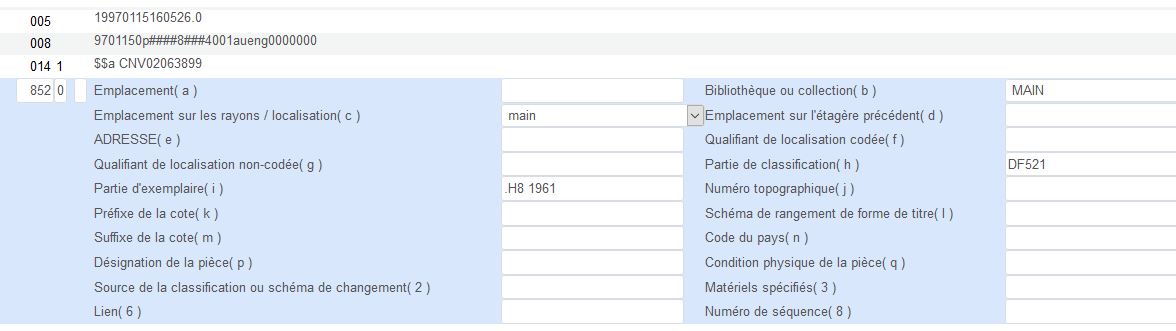 005 19970115160526.0
008 9701150p####8###4001aueng0000000
014 1 $$a CNV02063899
852 0 Emplacement( a ) Bibliothèque ou collection( b ) MAIN
Emplacement sur les rayons / localisation( c ) main Emplacement sur l'étagère précédent( d )
ADRESSE( e ) Qualifiant de localisation codée( f )
Qualifiant de localisation non-codée( g ) Partie de classification( h ) DF521
Partie d'exemplaire( i ) .H8 1961 Numéro topographique( j )
Préfixe de la cote( k ) Schéma de rangement de forme de titre( l )
Suffixe de la cote( m ) Code du pays( n )
Désignation de la pièce( p ) Condition physique de la pièce( q )
Source de la classification ou schéma de changement( 2 ) Matériels spécifiés( 3 )
Lien( 6 ) Numéro de séquence( 8 )